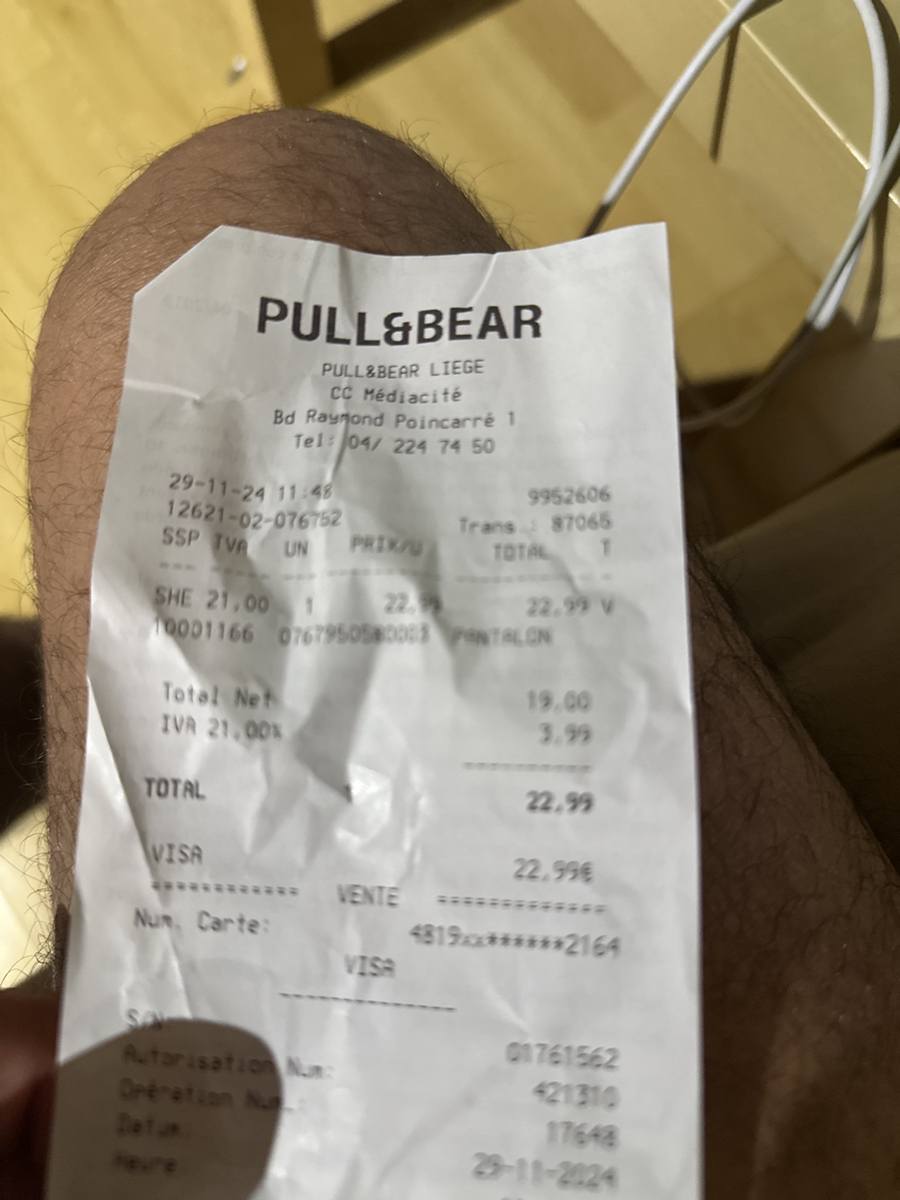 PULL&BEAR
PULL&BEAR LIEGE
CC Médiacité
Bd Raymond Poincarré 1
Tel: 04/ 224 74 50
29-11-24 11:48 9952606
12621-02-076752 Trans : 87065
SSP IVA UN PRIX/U TOTAL T
SHE 21,00 1 22,99 22,99 V
10001166 PANTALON
Total Net 19,00
IVA 21,00% 3,99
TOTAL 1 22,99
VISA 22,99€
============ VENTE =============
Num. Carte: 4819xx******2164
VISA
S/N: 01761562
Autorisation Num: 421310
Opération Num.: 17648
Datum: 29-11-2024
Heure